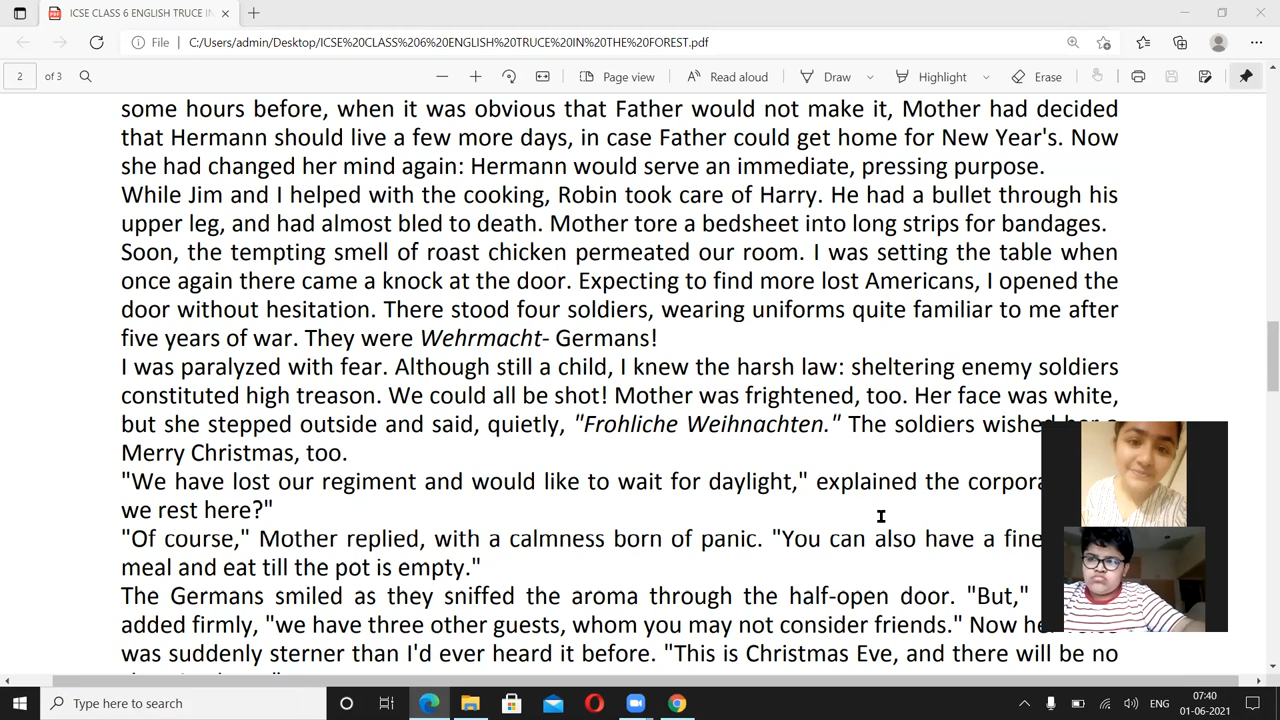 ICSE CLASS 6 ENGLISH TRUCE IN
File
C:/Users/admin/Desktop/ICSE%20CLASS%206%20ENGLISH%20TRUCE%20IN%20THE%20FOREST.pdf
2 of 3 Page view Read aloud Draw Highlight Erase
some hours before, when it was obvious that Father would not make it, Mother had decided
that Hermann should live a few more days, in case Father could get home for New Year's. Now
she had changed her mind again: Hermann would serve an immediate, pressing purpose.
While Jim and I helped with the cooking, Robin took care of Harry. He had a bullet through his
upper leg, and had almost bled to death. Mother tore a bedsheet into long strips for bandages.
Soon, the tempting smell of roast chicken permeated our room. I was setting the table when
once again there came a knock at the door. Expecting to find more lost Americans, I opened the
door without hesitation. There stood four soldiers, wearing uniforms quite familiar to me after
five years of war. They were Wehrmacht- Germans!
I was paralyzed with fear. Although still a child, I knew the harsh law: sheltering enemy soldiers
constituted high treason. We could all be shot! Mother was frightened, too. Her face was white,
but she stepped outside and said, quietly, "Frohliche Weihnachten." The soldiers wished her a
Merry Christmas, too.
"We have lost our regiment and would like to wait for daylight," explained the
we rest here?"
"Of course," Mother replied, with a calmness born of panic. "You can also have a fine
meal and eat till the pot is empty."
The Germans smiled as they sniffed the aroma through the half-open door. "But,"
added firmly, "we have three other guests, whom you may not consider friends." Now
was suddenly sterner than I'd ever heard it before. "This is Christmas Eve, and there will be no
Type here to search
ENG
07:40
01-06-2021